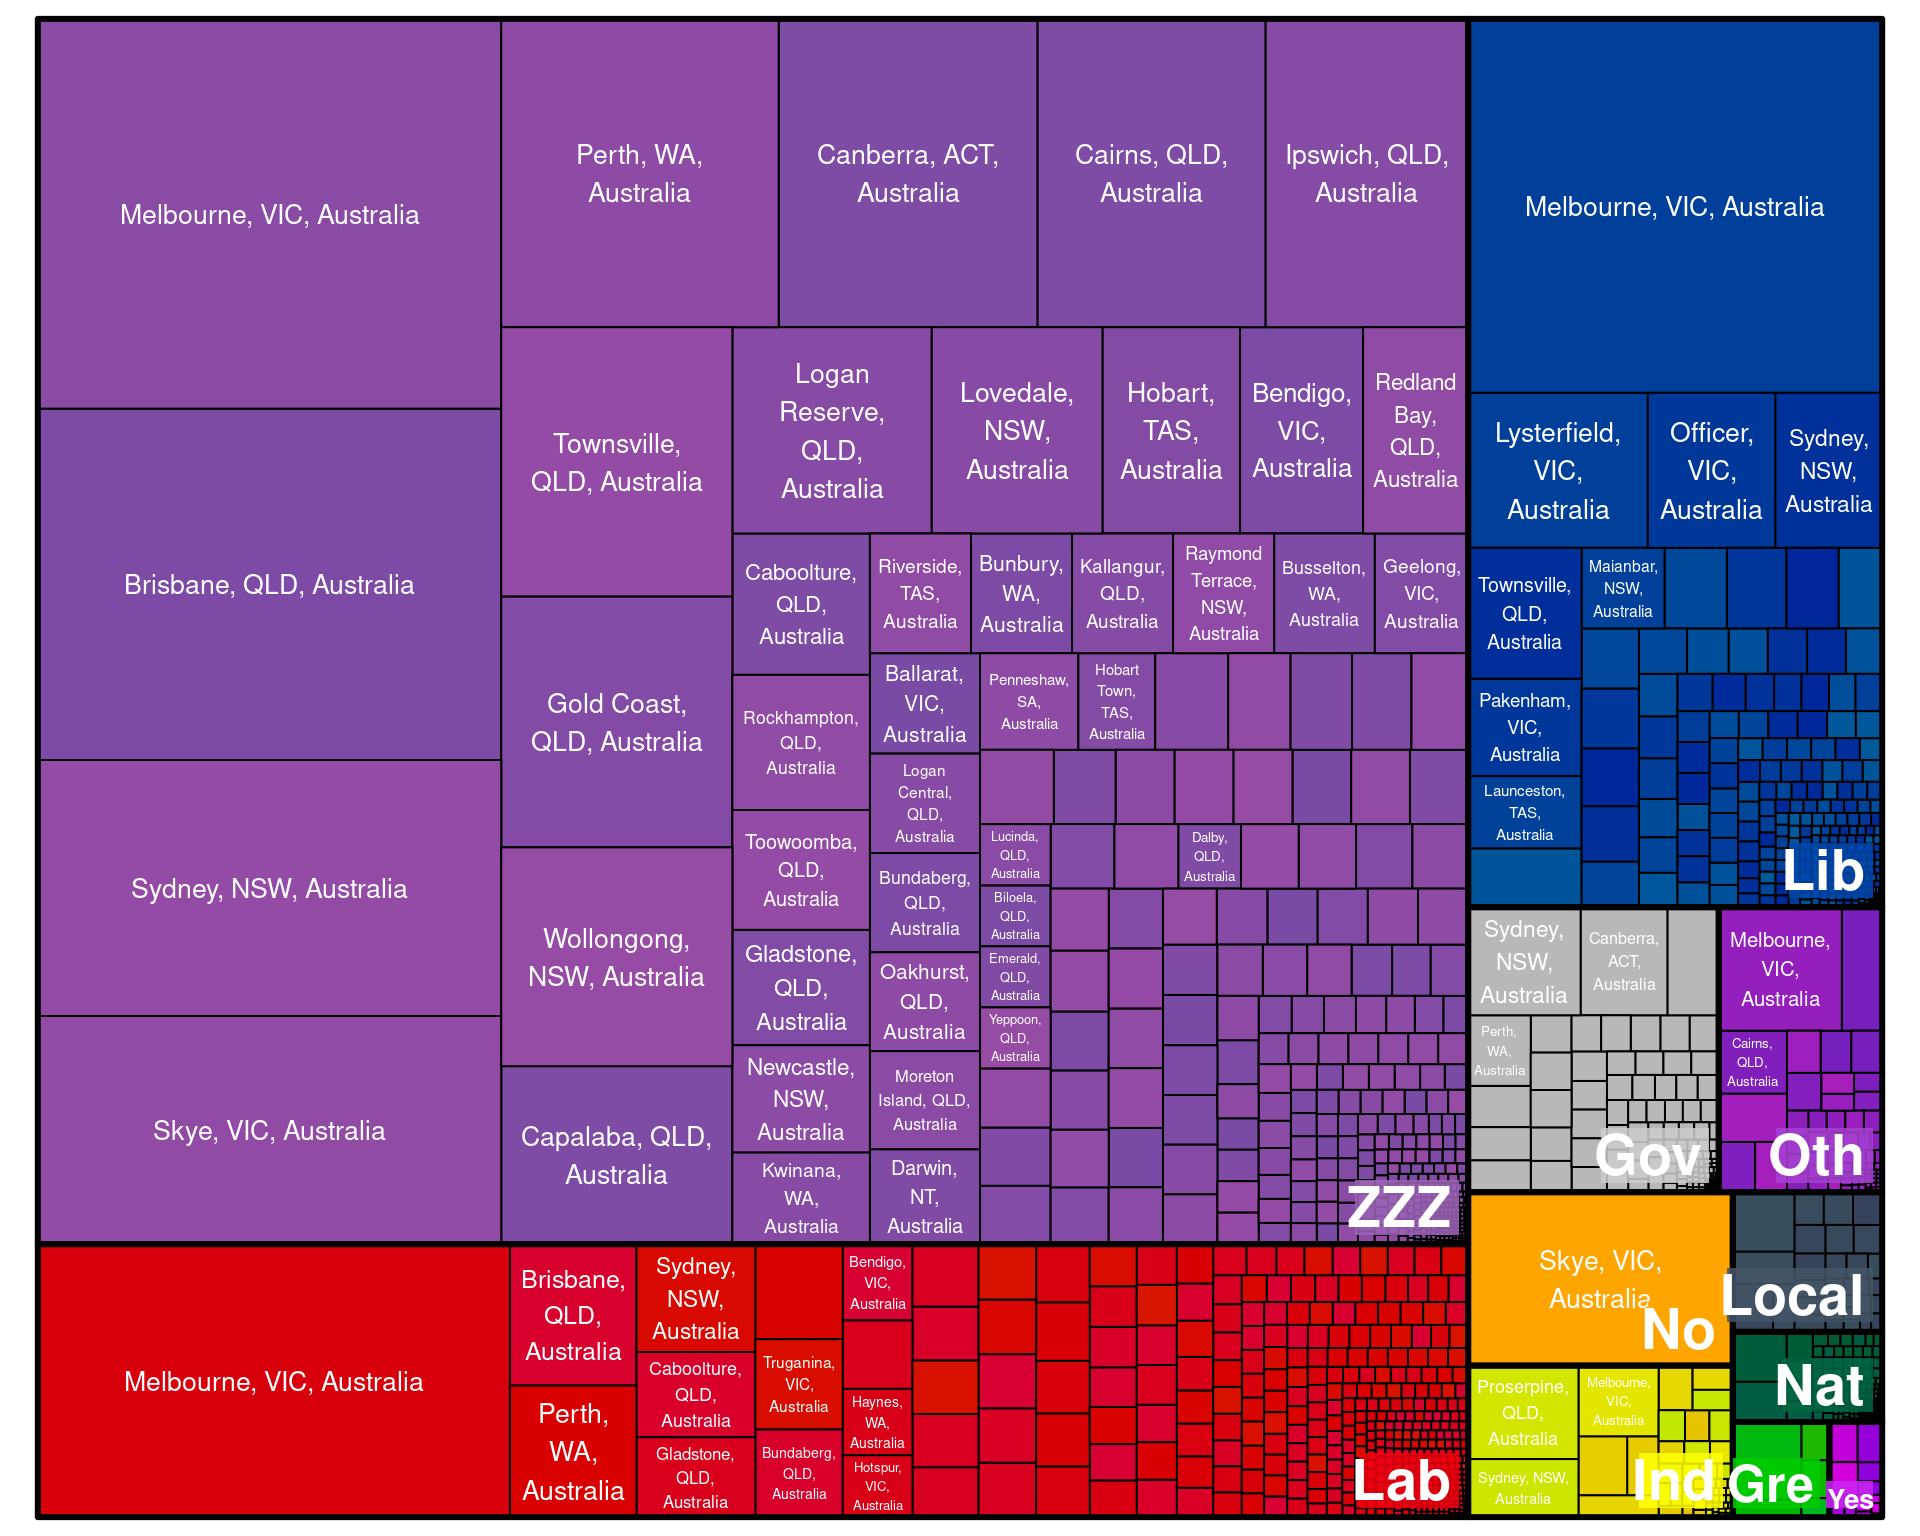 Melbourne, VIC, Australia
Brisbane, QLD, Australia
Sydney, NSW, Australia
Skye, VIC, Australia
Perth, WA,
Australia
Canberra, ACT,
Australia
Cairns, QLD,
Australia
Ipswich, QLD,
Australia
Townsville,
QLD, Australia
Gold Coast,
QLD, Australia
Wollongong,
NSW, Australia
Capalaba, QLD,
Australia
Logan
Reserve,
QLD,
Australia
Lovedale,
NSW,
Australia
Hobart,
TAS,
Australia
Bendigo,
VIC,
Australia
Redland
Bay,
QLD,
Australia
Caboolture,
QLD,
Australia
Rockhampton,
QLD,
Australia
Toowoomba,
QLD,
Australia
Gladstone,
QLD,
Australia
Newcastle,
NSW,
Australia
Kwinana,
WA,
Australia
Riverside,
TAS,
Australia
Bunbury,
WA,
Australia
Kallangur,
QLD,
Australia
Raymond
Terrace,
NSW,
Australia
Busselton,
WA,
Australia
Geelong,
VIC,
Australia
Ballarat,
VIC,
Australia
Logan
Central,
QLD,
Australia
Bundaberg,
QLD,
Australia
Oakhurst,
QLD,
Australia
Moreton
Island, QLD,
Australia
Darwin,
NT,
Australia
Penneshaw,
SA,
Australia
Hobart
Town,
TAS,
Australia
Lucinda,
QLD,
Australia
Biloela,
QLD,
Australia
Emerald,
QLD,
Australia
Yeppoon,
QLD,
Australia
Dalby,
QLD,
Australia
ZZZ
Melbourne, VIC, Australia
Brisbane,
QLD,
Australia
Perth,
WA,
Australia
Sydney,
NSW,
Australia
Caboolture,
QLD,
Australia
Gladstone,
QLD,
Australia
Truganina,
VIC,
Australia
Bundaberg,
QLD,
Australia
Bendigo,
VIC,
Australia
Haynes,
WA,
Australia
Hotspur,
VIC,
Australia
Lab
Melbourne, VIC, Australia
Lysterfield,
VIC,
Australia
Officer,
VIC,
Australia
Sydney,
NSW,
Australia
Townsville,
QLD,
Australia
Pakenham,
VIC,
Australia
Launceston,
TAS,
Australia
Maianbar,
NSW,
Australia
Lib
Sydney,
NSW,
Australia
Canberra,
ACT,
Australia
Perth,
WA,
Australia
Gov
Melbourne,
VIC,
Australia
Cairns,
QLD,
Australia
Oth
Skye, VIC,
Australia
No
Local
Nat
Proserpine,
QLD,
Australia
Sydney, NSW,
Australia
Melbourne,
VIC,
Australia
Ind
Gre
Yes